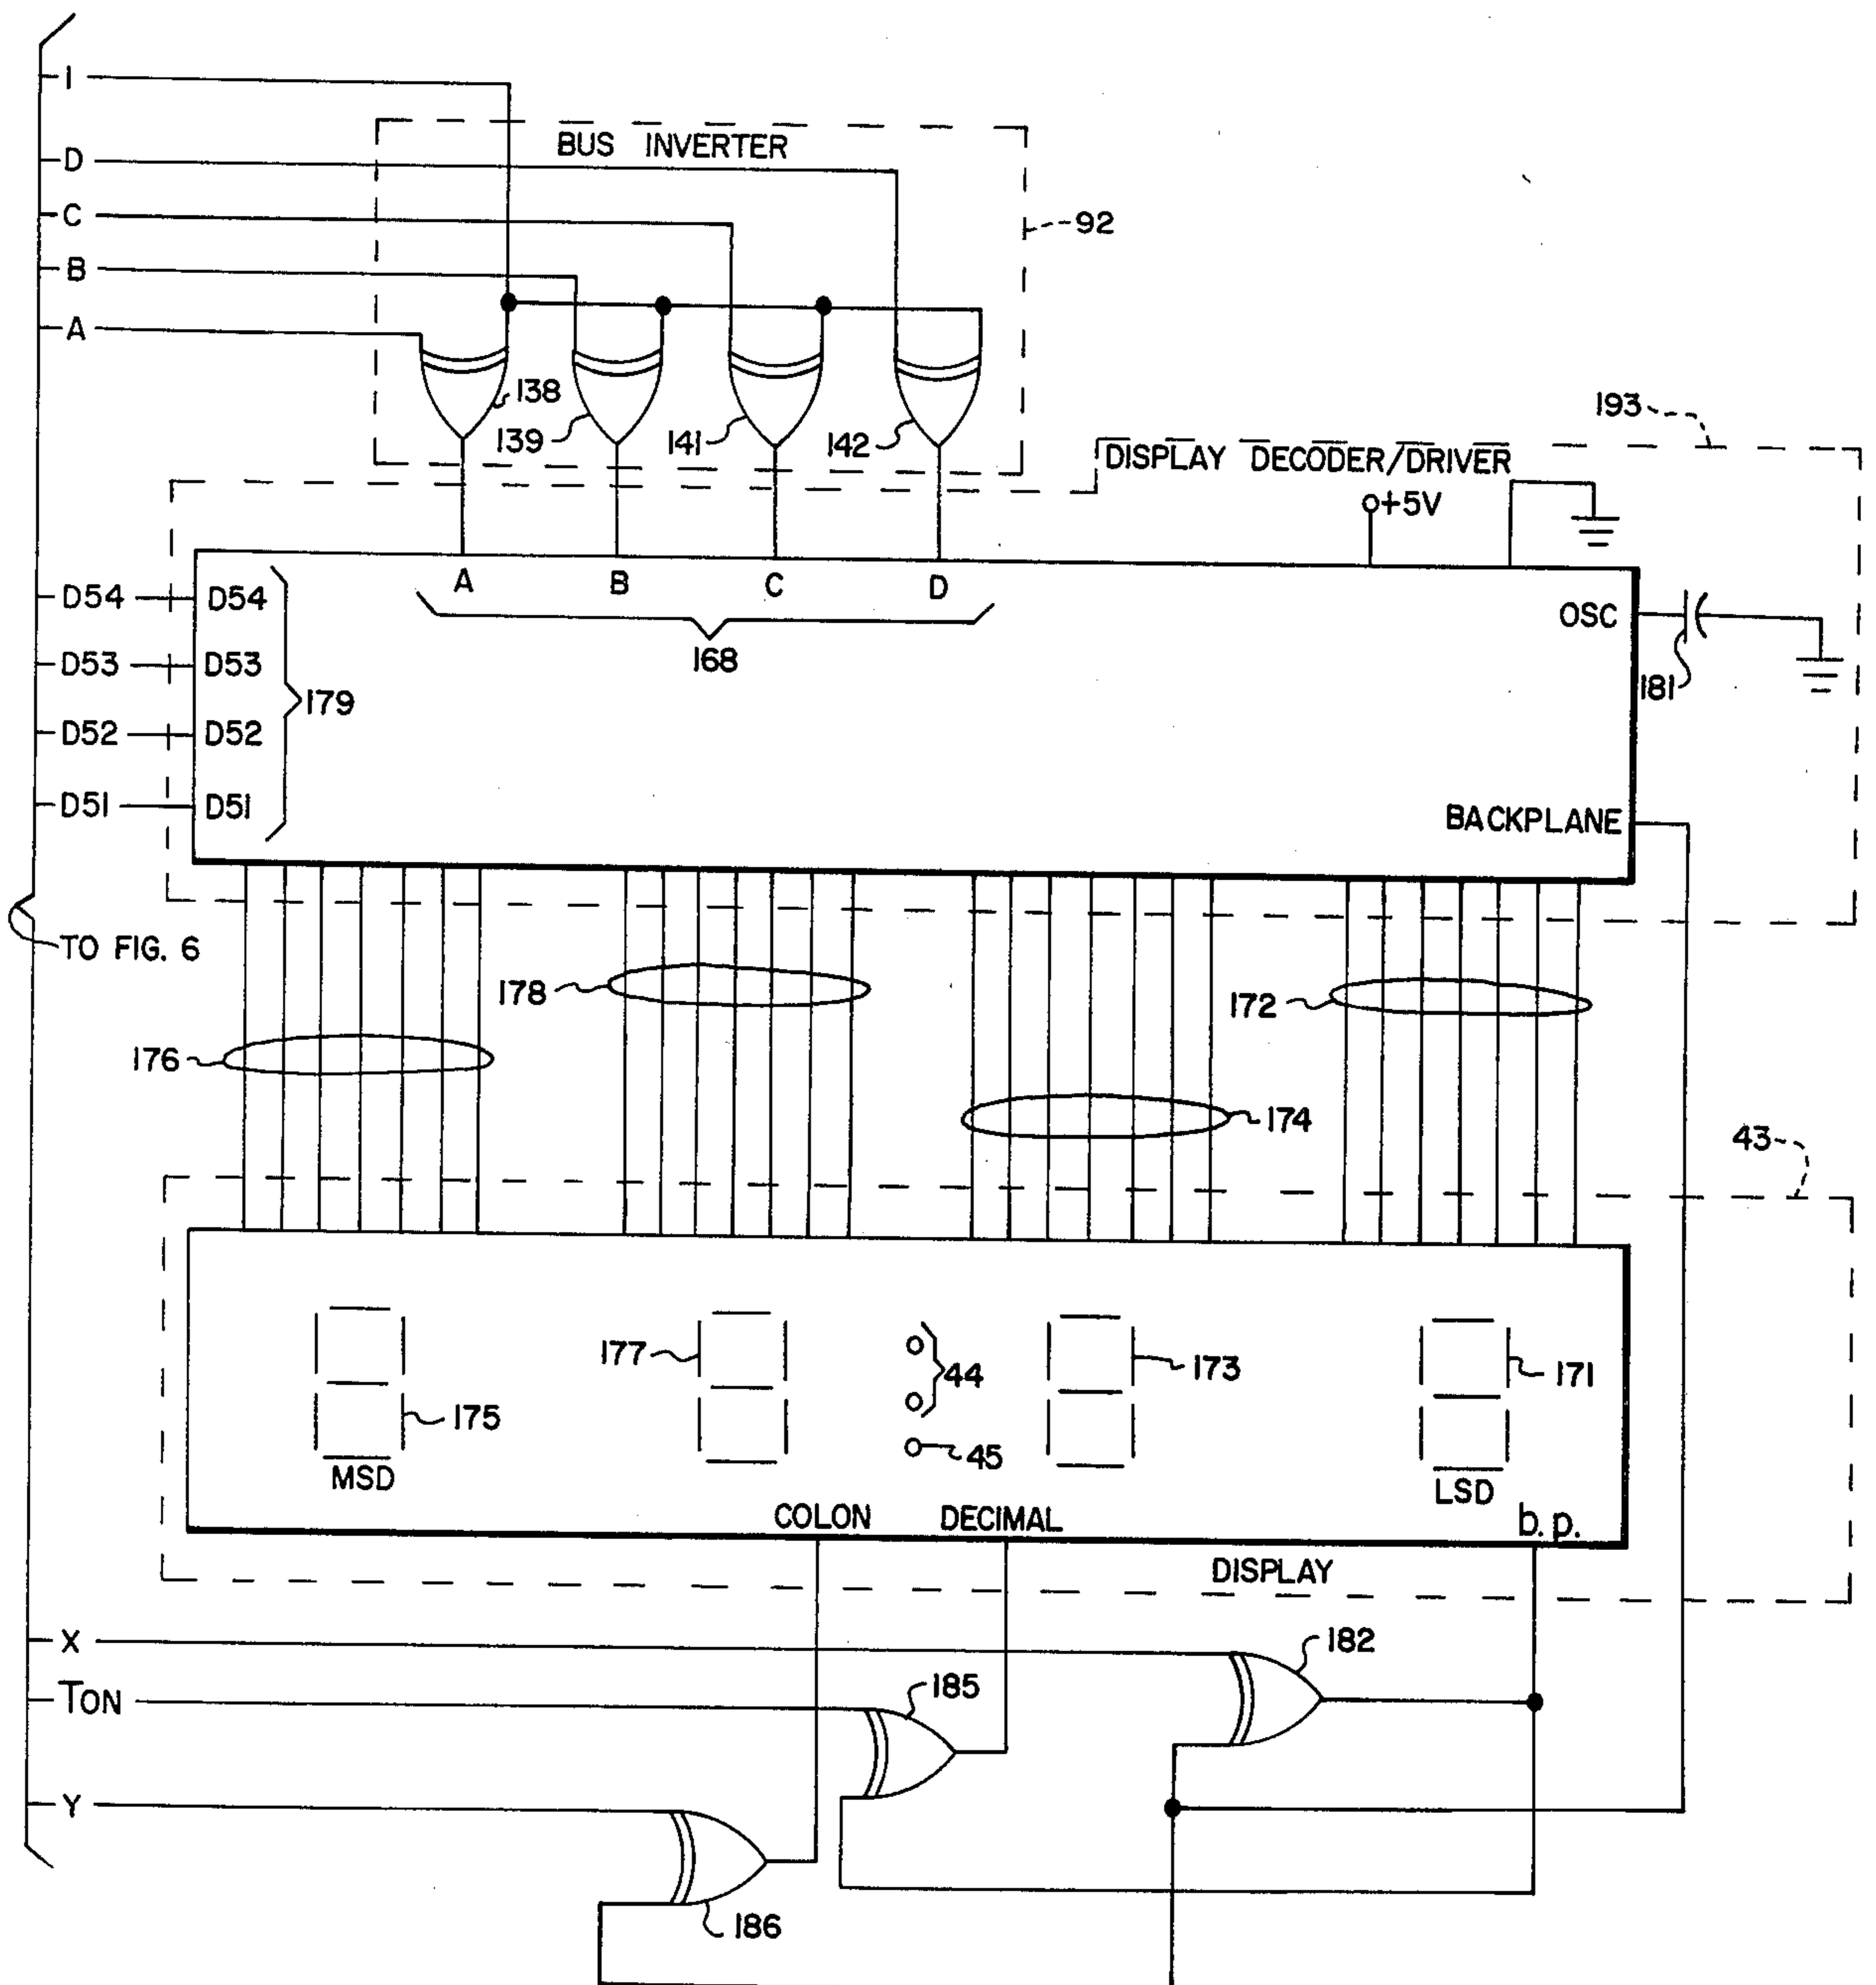 I
BUS INVERTER
D
C
92
B
A
138
139
141
142
193
DISPLAY DECODER/DRIVER
+5V
A B C D
D54 D54
OSC
168
D53 D53
179
181
D52 D52
D51 D51
BACKPLANE
TO FIG. 6
178
172
176
174
43
177
44
173
171
175
45
MSD
LSD
COLON DECIMAL
b.p.
DISPLAY
X
182
TON
185
Y
186